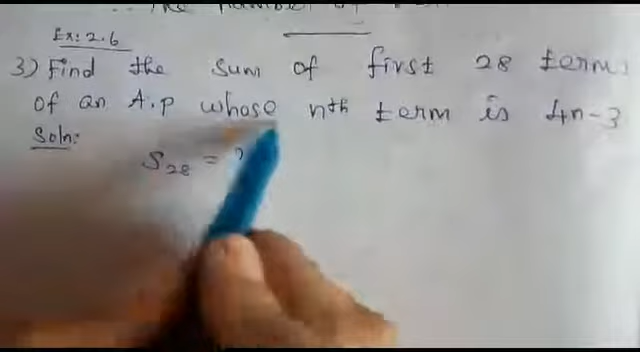 Ex: 2.6
3) Find the sum of first 28 terms
of an A.P whose nth term is 4n-3
Soln:
S28 = ?